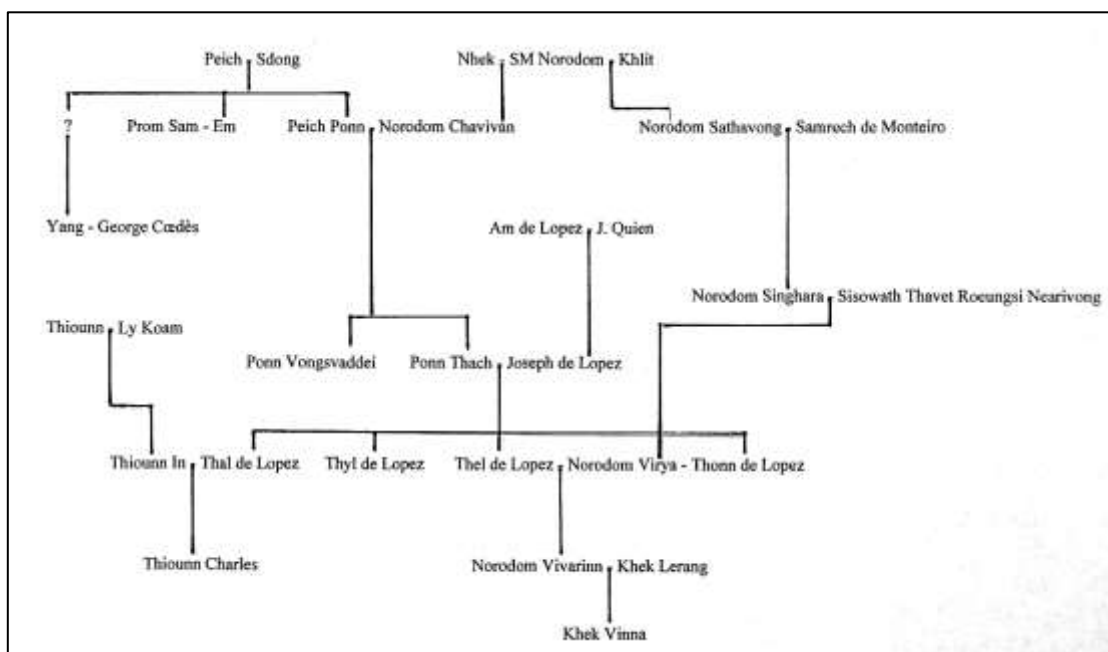 Peich - Sdong
Nhek - SM Norodom - Khlit
?
Prom Sam - Em
Peich Ponn - Norodom Chavivan
Norodom Sathavong - Samrech de Monteiro
Yang - George Cœdès
Am de Lopez - J. Quien
Norodom Singhara - Sisowath Thavet Roeungsi Nearivong
Thiounn - Ly Koam
Ponn Vongsvaddei
Ponn Thach - Joseph de Lopez
Thiounn In - Thal de Lopez
Thyl de Lopez
Thel de Lopez - Norodom Virya - Thonn de Lopez
Thiounn Charles
Norodom Vivarinn - Khek Lerang
Khek Vinna